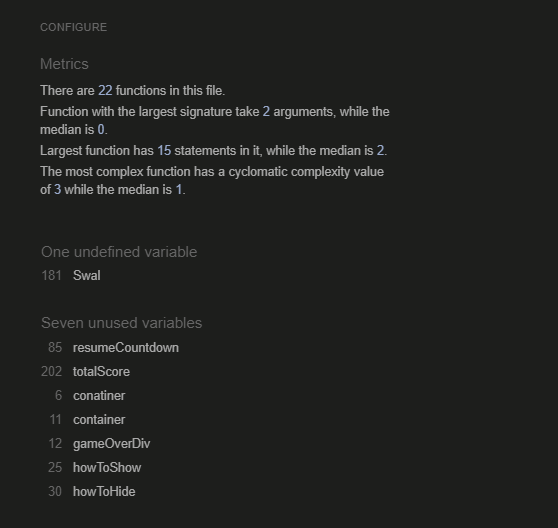 CONFIGURE
Metrics
There are 22 functions in this file.
Function with the largest signature take 2 arguments, while the
median is 0.
Largest function has 15 statements in it, while the median is 2.
The most complex function has a cyclomatic complexity value
of 3 while the median is 1.
One undefined variable
181 Swal
Seven unused variables
85 resumeCountdown
202 totalScore
6 conatiner
11 container
12 gameOverDiv
25 howToShow
30 howToHide